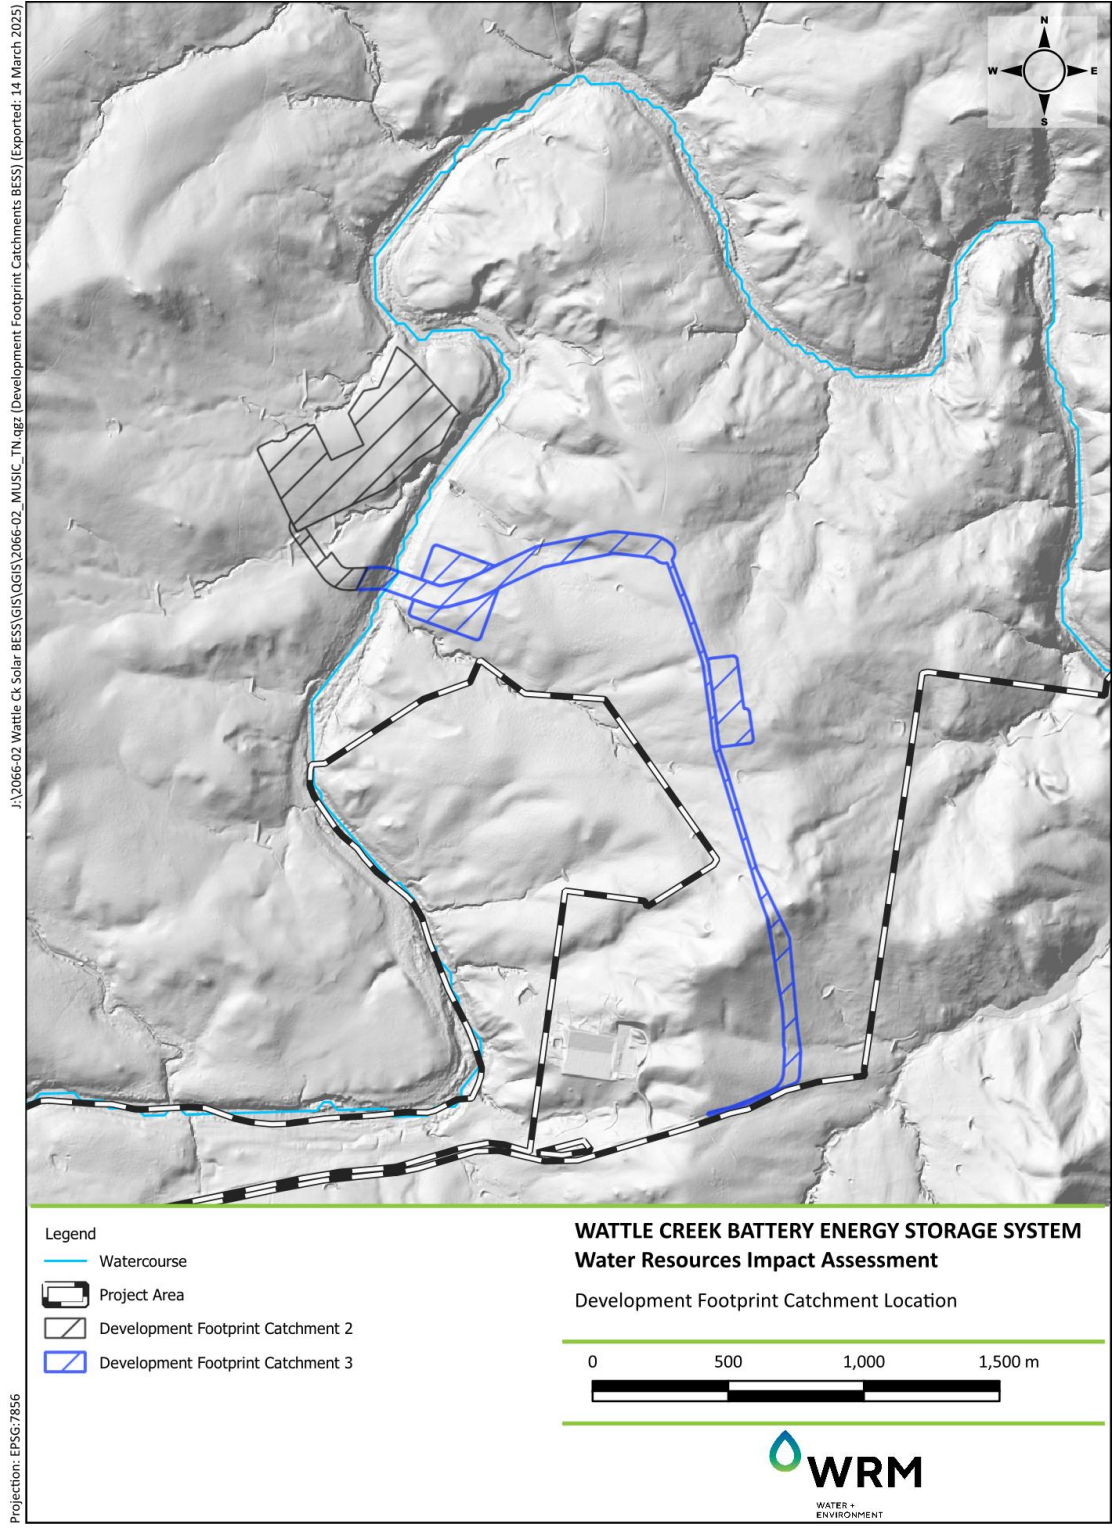 J:\2066-02 Wattle Ck Solar BESS\GIS\QGIS\2066-02_MUSIC_TN.qgz (Development Footprint Catchments BESS) (Exported: 14 March 2025)
N
W
E
S
Legend
Watercourse
Project Area
Development Footprint Catchment 2
Development Footprint Catchment 3
WATTLE CREEK BATTERY ENERGY STORAGE SYSTEM
Water Resources Impact Assessment
Development Footprint Catchment Location
0 500 1,000 1,500 m
WRM
WATER +
ENVIRONMENT
Projection: EPSG:7856